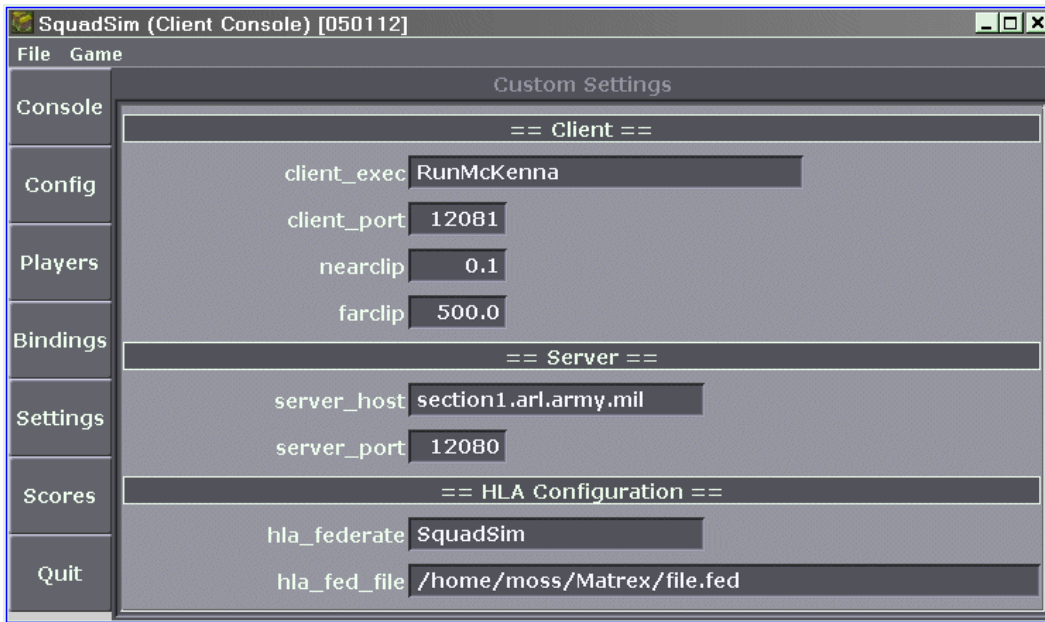 SquadSim (Client Console) [050112]
File Game
Custom Settings
Console
Config
Players
Bindings
Settings
Scores
Quit
== Client ==
client_exec RunMcKenna
client_port 12081
nearclip 0.1
farclip 500.0
== Server ==
server_host section1.arl.army.mil
server_port 12080
== HLA Configuration ==
hla_federate SquadSim
hla_fed_file /home/moss/Matrex/file.fed